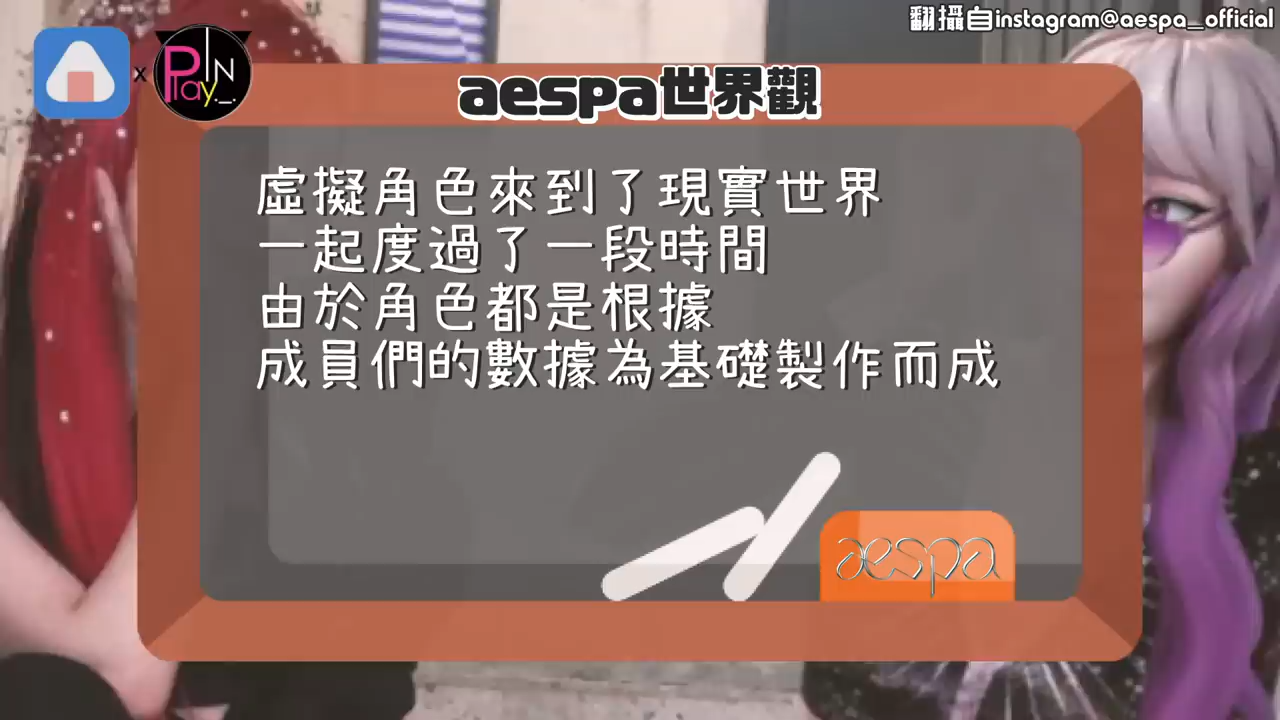 翻攝自instagram@aespa_official
x
PlayIN
aespa世界觀
虛擬角色來到了現實世界
一起度過了一段時間
由於角色都是根據
成員們的數據為基礎製作而成
aespa